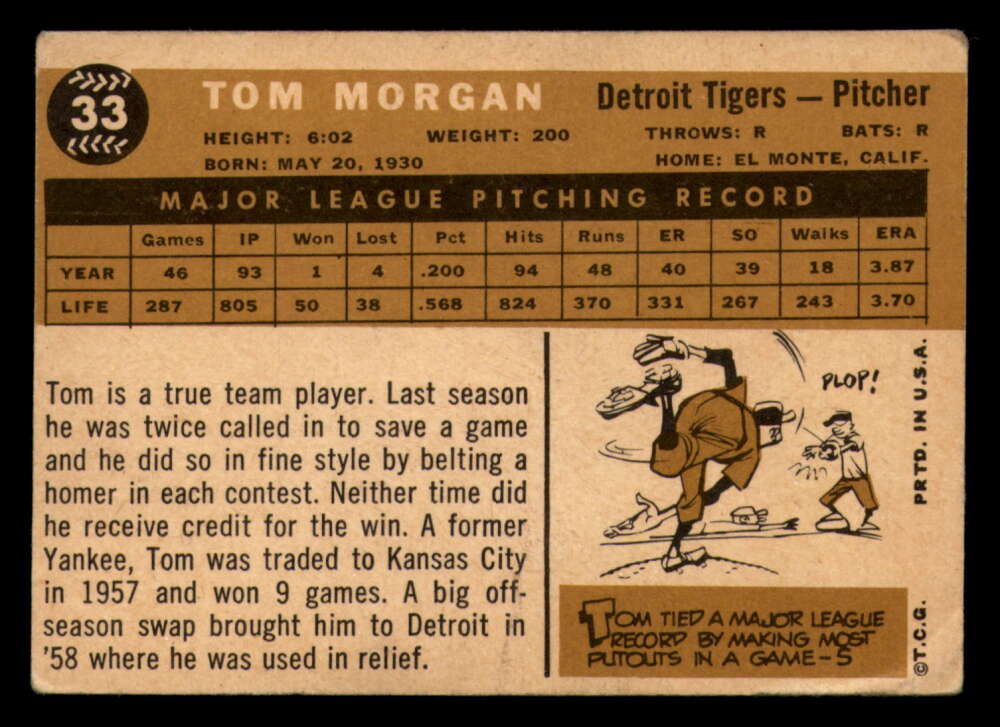 33
TOM MORGAN
Detroit Tigers — Pitcher
HEIGHT: 6:02 WEIGHT: 200 THROWS: R BATS: R
BORN: MAY 20, 1930 HOME: EL MONTE, CALIF.
MAJOR LEAGUE PITCHING RECORD
Games IP Won Lost Pct Hits Runs ER SO Walks ERA
YEAR 46 93 1 4 .200 94 48 40 39 18 3.87
LIFE 287 805 50 38 .568 824 370 331 267 243 3.70
Tom is a true team player. Last season
he was twice called in to save a game
and he did so in fine style by belting a
homer in each contest. Neither time did
he receive credit for the win. A former
Yankee, Tom was traded to Kansas City
in 1957 and won 9 games. A big off-
season swap brought him to Detroit in
'58 where he was used in relief.
PLOP!
TOM TIED A MAJOR LEAGUE
RECORD BY MAKING MOST
PUTOUTS IN A GAME-5
©T.C.G. PRTD. IN U.S.A.